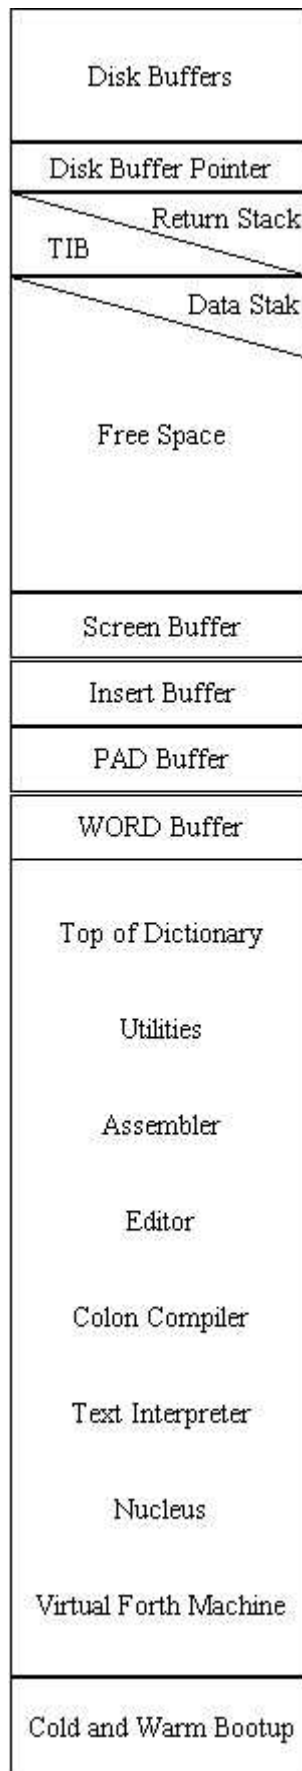 Disk Buffers
Disk Buffer Pointer
Return Stack
TIB
Data Stak
Free Space
Screen Buffer
Insert Buffer
PAD Buffer
WORD Buffer
Top of Dictionary
Utilities
Assembler
Editor
Colon Compiler
Text Interpreter
Nucleus
Virtual Forth Machine
Cold and Warm Bootup